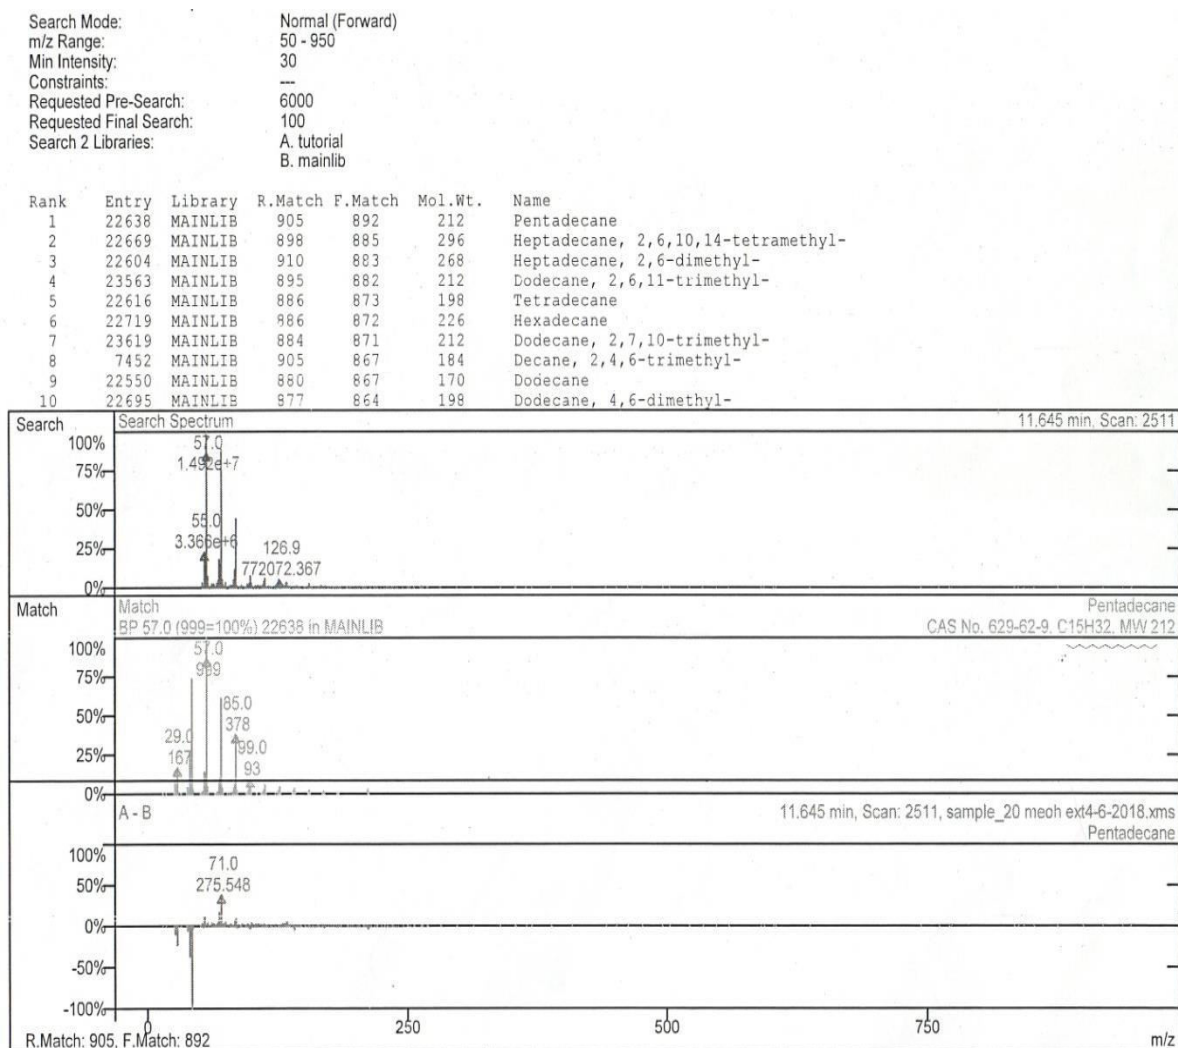 Search Mode: Normal (Forward)
m/z Range: 50 - 950
Min Intensity: 30
Constraints: ---
Requested Pre-Search: 6000
Requested Final Search: 100
Search 2 Libraries: A. tutorial
B. mainlib
Rank Entry Library R.Match F.Match Mol.Wt. Name
1 22638 MAINLIB 905 892 212 Pentadecane
2 22669 MAINLIB 898 885 296 Heptadecane, 2,6,10,14-tetramethyl-
3 22604 MAINLIB 910 883 268 Heptadecane, 2,6-dimethyl-
4 23563 MAINLIB 895 882 212 Dodecane, 2,6,11-trimethyl-
5 22616 MAINLIB 886 873 198 Tetradecane
6 22719 MAINLIB 886 872 226 Hexadecane
7 23619 MAINLIB 884 871 212 Dodecane, 2,7,10-trimethyl-
8 7452 MAINLIB 905 867 184 Decane, 2,4,6-trimethyl-
9 22550 MAINLIB 880 867 170 Dodecane
10 22695 MAINLIB 877 864 198 Dodecane, 4,6-dimethyl-
Search Search Spectrum 11.645 min, Scan: 2511
100% 57.0
75% 1.492e+7
50%
55.0
25% 3.366e+6 126.9
772072.367
0%
Match Match Pentadecane
BP 57.0 (999=100%) 22638 in MAINLIB CAS No. 629-62-9, C15H32, MW 212
100% 57.0
75% 999
85.0
50% 378
29.0 99.0
25% 167 93
0%
A - B 11.645 min, Scan: 2511, sample_20 meoh ext4-6-2018.xms
Pentadecane
100%
71.0
50% 275.548
0%
-50%
-100%
0 250 500 750 m/z
R.Match: 905, F.Match: 892